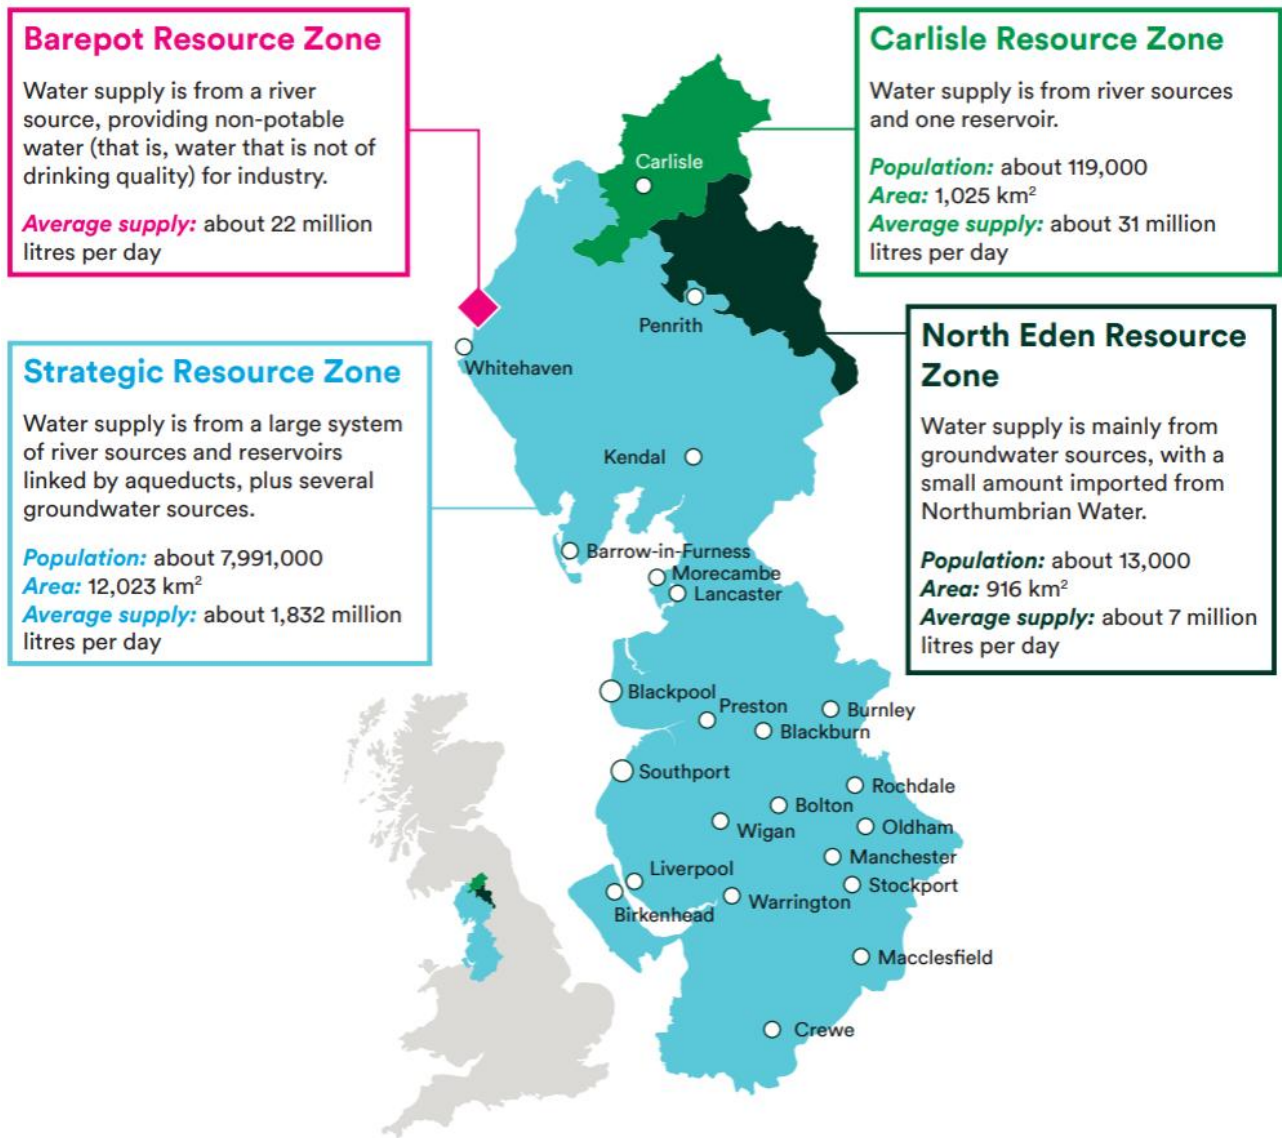 Barepot Resource Zone
Water supply is from a river
source, providing non-potable
water (that is, water that is not of
drinking quality) for industry.
Average supply: about 22 million
litres per day
Carlisle Resource Zone
Water supply is from river sources
and one reservoir.
Population: about 119,000
Area: 1,025 km²
Average supply: about 31 million
litres per day
Strategic Resource Zone
Water supply is from a large system
of river sources and reservoirs
linked by aqueducts, plus several
groundwater sources.
Population: about 7,991,000
Area: 12,023 km²
Average supply: about 1,832 million
litres per day
North Eden Resource
Zone
Water supply is mainly from
groundwater sources, with a
small amount imported from
Northumbrian Water.
Population: about 13,000
Area: 916 km²
Average supply: about 7 million
litres per day
Carlisle
Penrith
Whitehaven
Kendal
Barrow-in-Furness
Morecambe
Lancaster
Blackpool
Preston
Burnley
Blackburn
Southport
Rochdale
Bolton
Wigan
Oldham
Manchester
Liverpool
Stockport
Warrington
Birkenhead
Macclesfield
Crewe